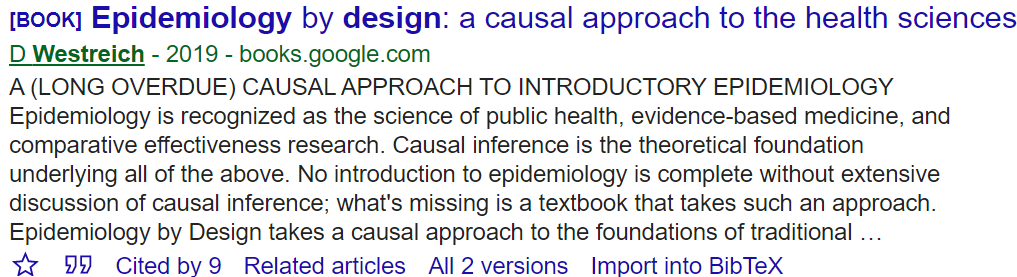 [BOOK] Epidemiology by design: a causal approach to the health sciences
D Westreich - 2019 - books.google.com
A (LONG OVERDUE) CAUSAL APPROACH TO INTRODUCTORY EPIDEMIOLOGY
Epidemiology is recognized as the science of public health, evidence-based medicine, and
comparative effectiveness research. Causal inference is the theoretical foundation
underlying all of the above. No introduction to epidemiology is complete without extensive
discussion of causal inference; what's missing is a textbook that takes such an approach.
Epidemiology by Design takes a causal approach to the foundations of traditional …
Cited by 9 Related articles All 2 versions Import into BibTeX